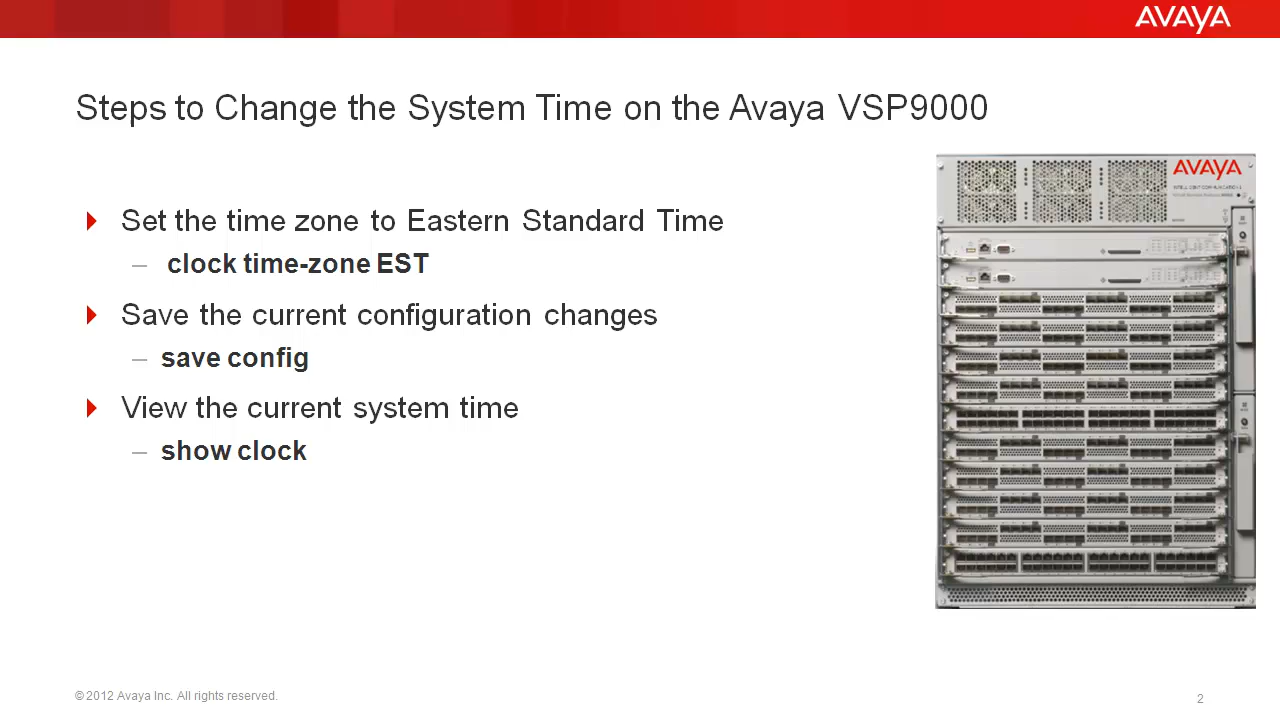 AVAYA
Steps to Change the System Time on the Avaya VSP9000
Set the time zone to Eastern Standard Time
– clock time-zone EST
Save the current configuration changes
– save config
View the current system time
– show clock
AVAYA
© 2012 Avaya Inc. All rights reserved.
2